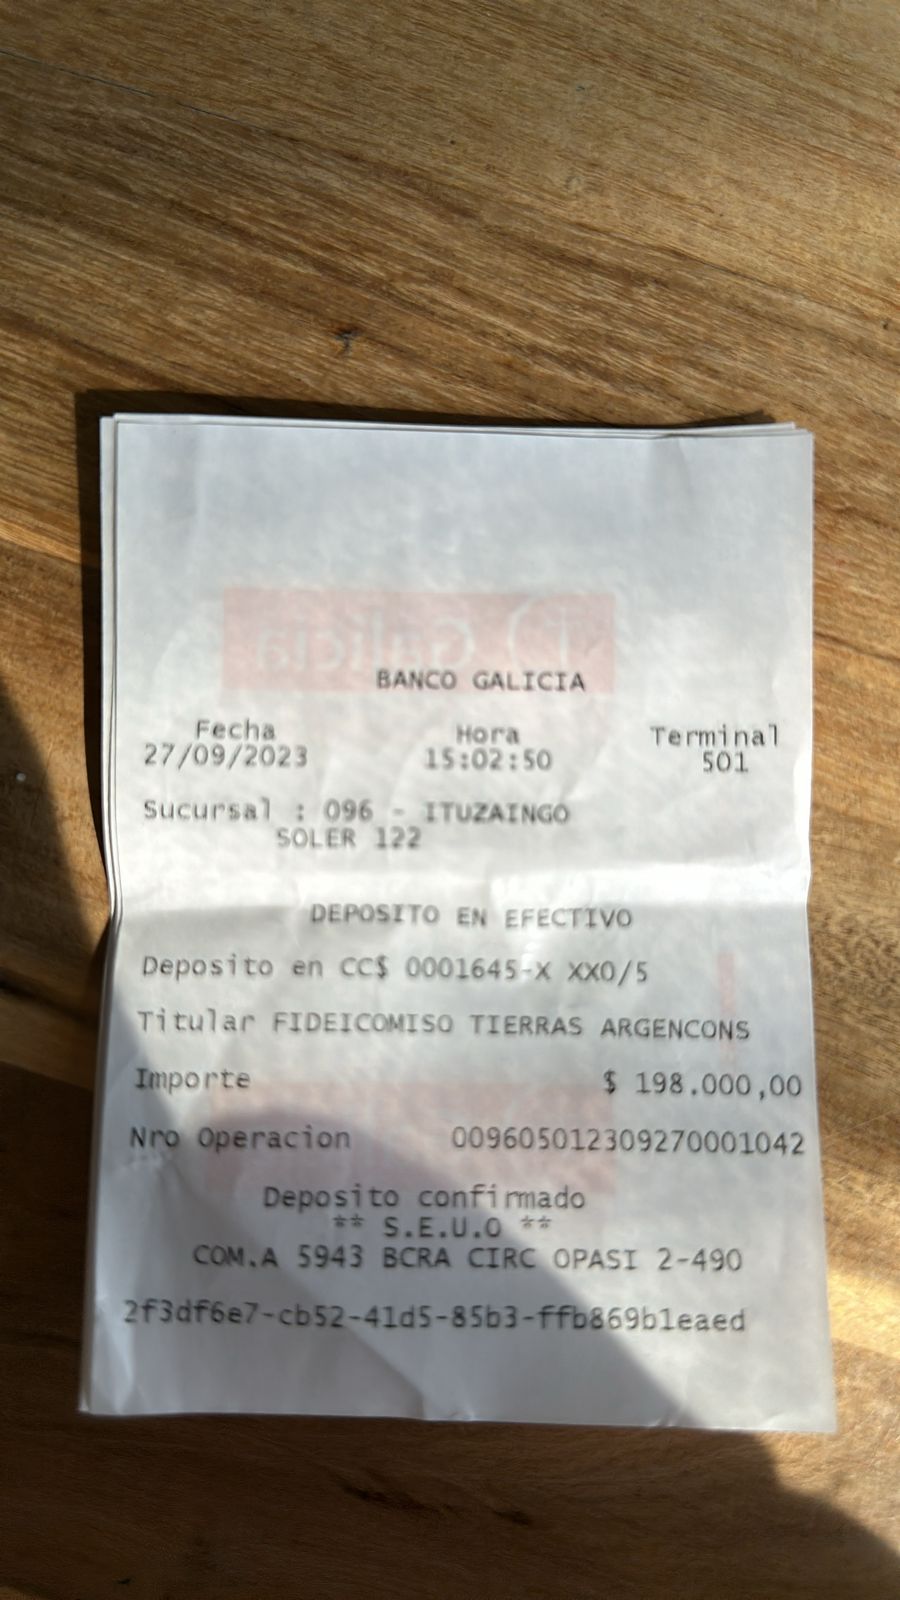 Galicia
BANCO GALICIA
Fecha Hora Terminal
27/09/2023 15:02:50 501
Sucursal : 096 - ITUZAINGO
SOLER 122
DEPOSITO EN EFECTIVO
Deposito en CC$ 0001645-X XX0/5
Titular FIDEICOMISO TIERRAS ARGENCONS
Importe $ 198.000,00
Nro Operacion 009605012309270001042
Deposito confirmado
** S.E.U.O **
COM.A 5943 BCRA CIRC OPASI 2-490
2f3df6e7-cb52-41d5-85b3-ffb869b1eaed